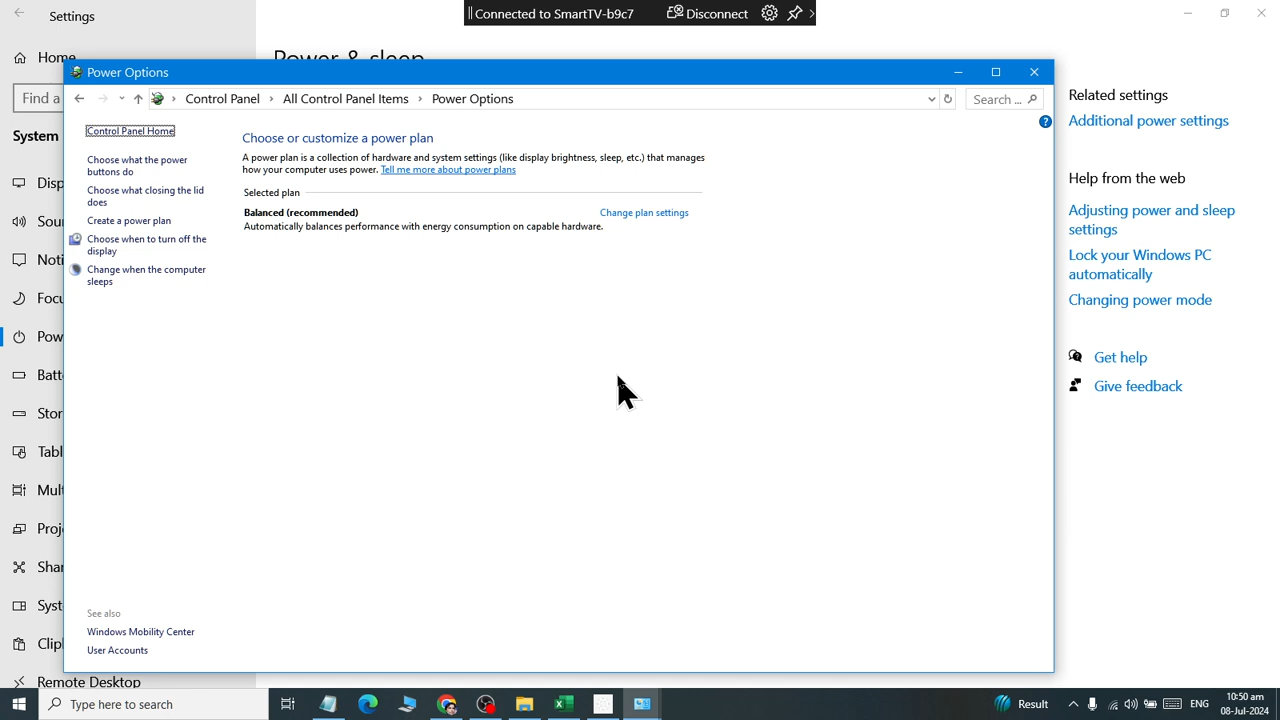 Settings
Connected to SmartTV-b9c7 Disconnect
Home
Power & sleep
Find a
System
Disp
Sour
Noti
Focu
Pow
Batt
Stor
Tabl
Mult
Proje
Shar
Syst
Clipl
Remote Desktop
Power Options
Control Panel > All Control Panel Items > Power Options
Search ...
Control Panel Home
Choose what the power
buttons do
Choose what closing the lid
does
Create a power plan
Choose when to turn off the
display
Change when the computer
sleeps
See also
Windows Mobility Center
User Accounts
Choose or customize a power plan
A power plan is a collection of hardware and system settings (like display brightness, sleep, etc.) that manages
how your computer uses power. Tell me more about power plans
Selected plan
Balanced (recommended) Change plan settings
Automatically balances performance with energy consumption on capable hardware.
Related settings
Additional power settings
Help from the web
Adjusting power and sleep
settings
Lock your Windows PC
automatically
Changing power mode
Get help
Give feedback
Type here to search
Result
ENG
10:50 am
08-Jul-2024